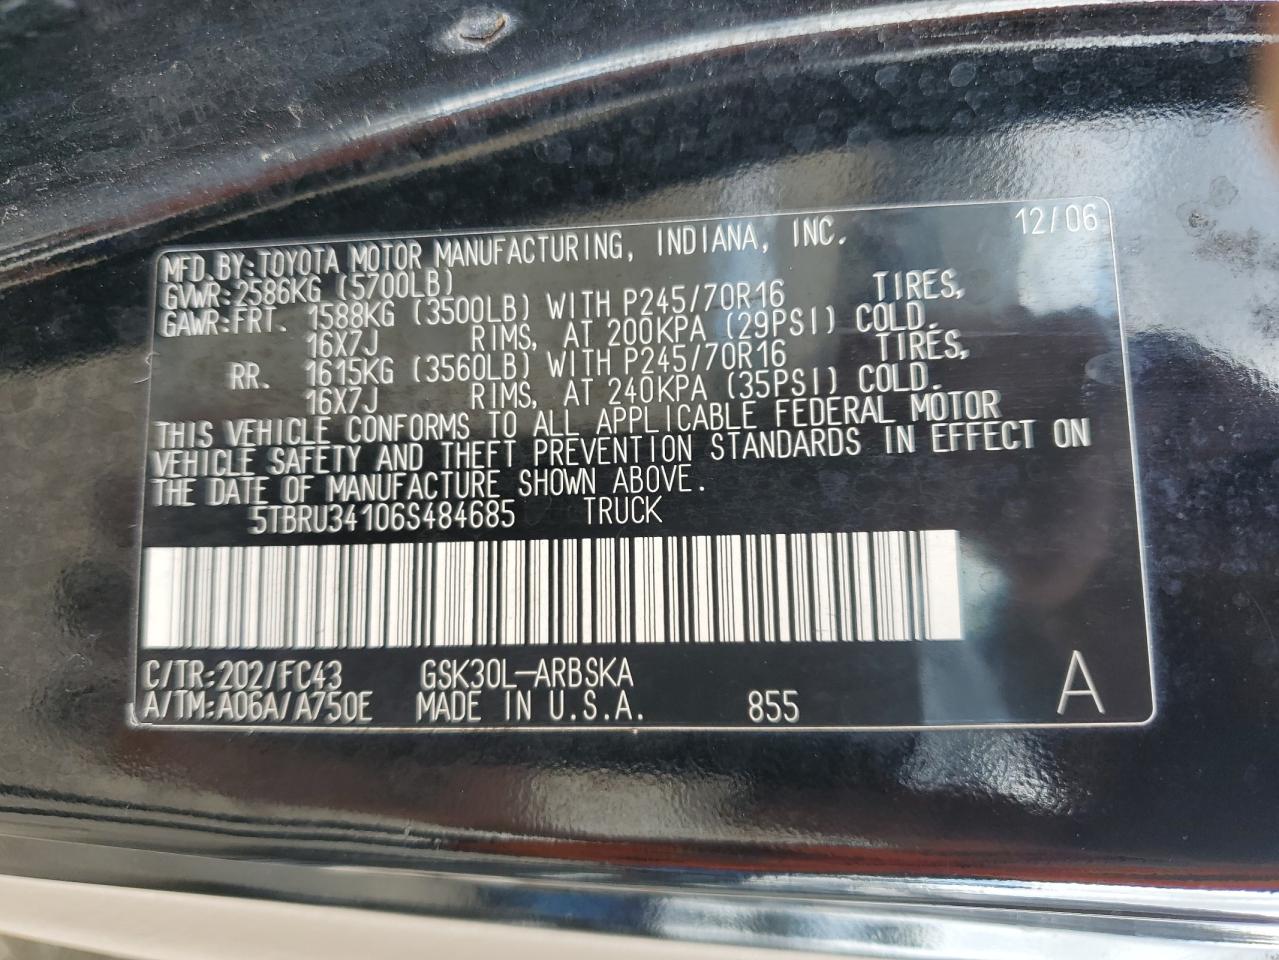 MFD.BY:TOYOTA MOTOR MANUFACTURING, INDIANA, INC. 12/06
GVWR:2586KG (5700LB)
GAWR:FRT. 1588KG (3500LB) WITH P245/70R16 TIRES,
16X7J RIMS, AT 200KPA (29PSI) COLD.
RR. 1615KG (3560LB) WITH P245/70R16 TIRES,
16X7J RIMS, AT 240KPA (35PSI) COLD.
THIS VEHICLE CONFORMS TO ALL APPLICABLE FEDERAL MOTOR
VEHICLE SAFETY AND THEFT PREVENTION STANDARDS IN EFFECT ON
THE DATE OF MANUFACTURE SHOWN ABOVE.
5TBRU34106S484685 TRUCK
C/TR:202/FC43 GSK30L-ARBSKA
A/TM:A06A/A750E MADE IN U.S.A. 855 A